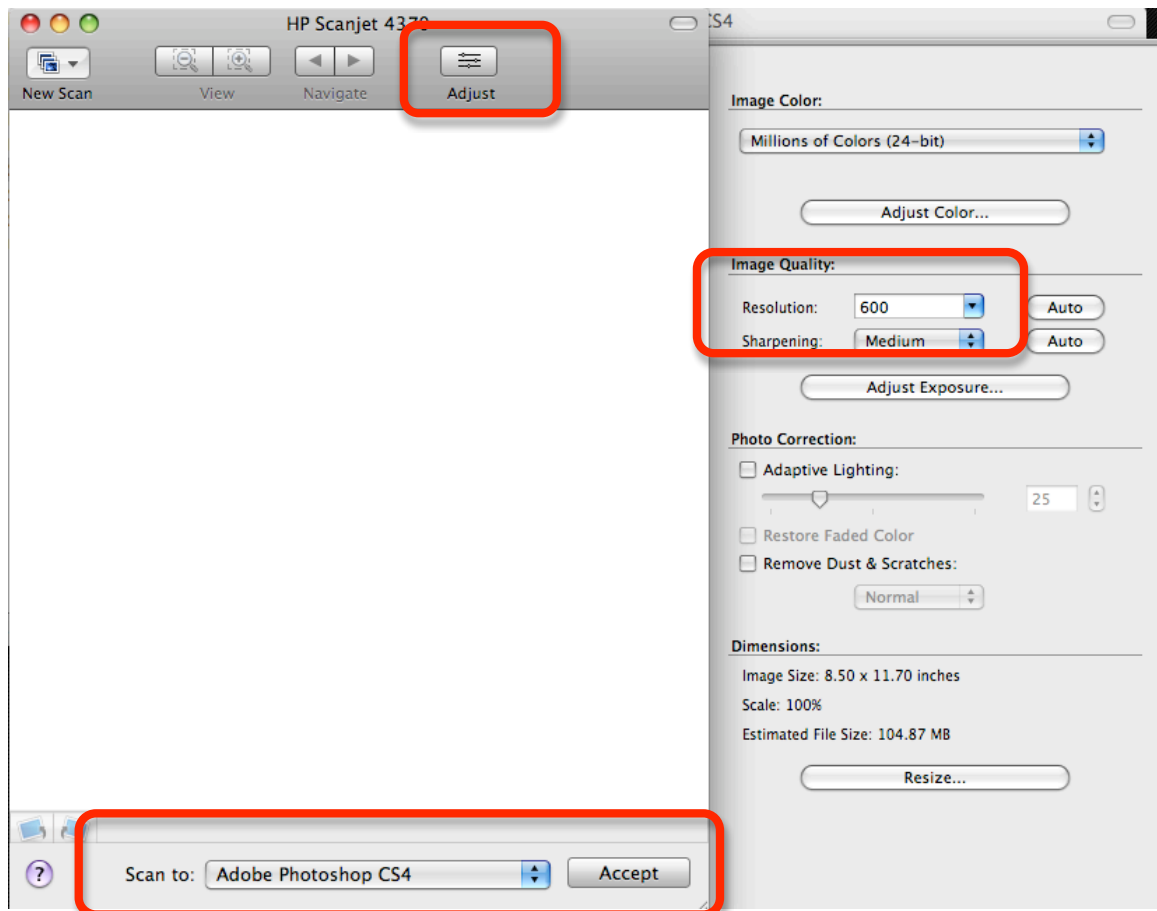 HP Scanjet 4370
CS4
New Scan
View
Navigate
Adjust
Image Color:
Millions of Colors (24-bit)
Adjust Color...
Image Quality:
Resolution: 600 Auto
Sharpening: Medium Auto
Adjust Exposure...
Photo Correction:
Adaptive Lighting:
25
Restore Faded Color
Remove Dust & Scratches:
Normal
Dimensions:
Image Size: 8.50 x 11.70 inches
Scale: 100%
Estimated File Size: 104.87 MB
Resize...
? Scan to: Adobe Photoshop CS4 Accept